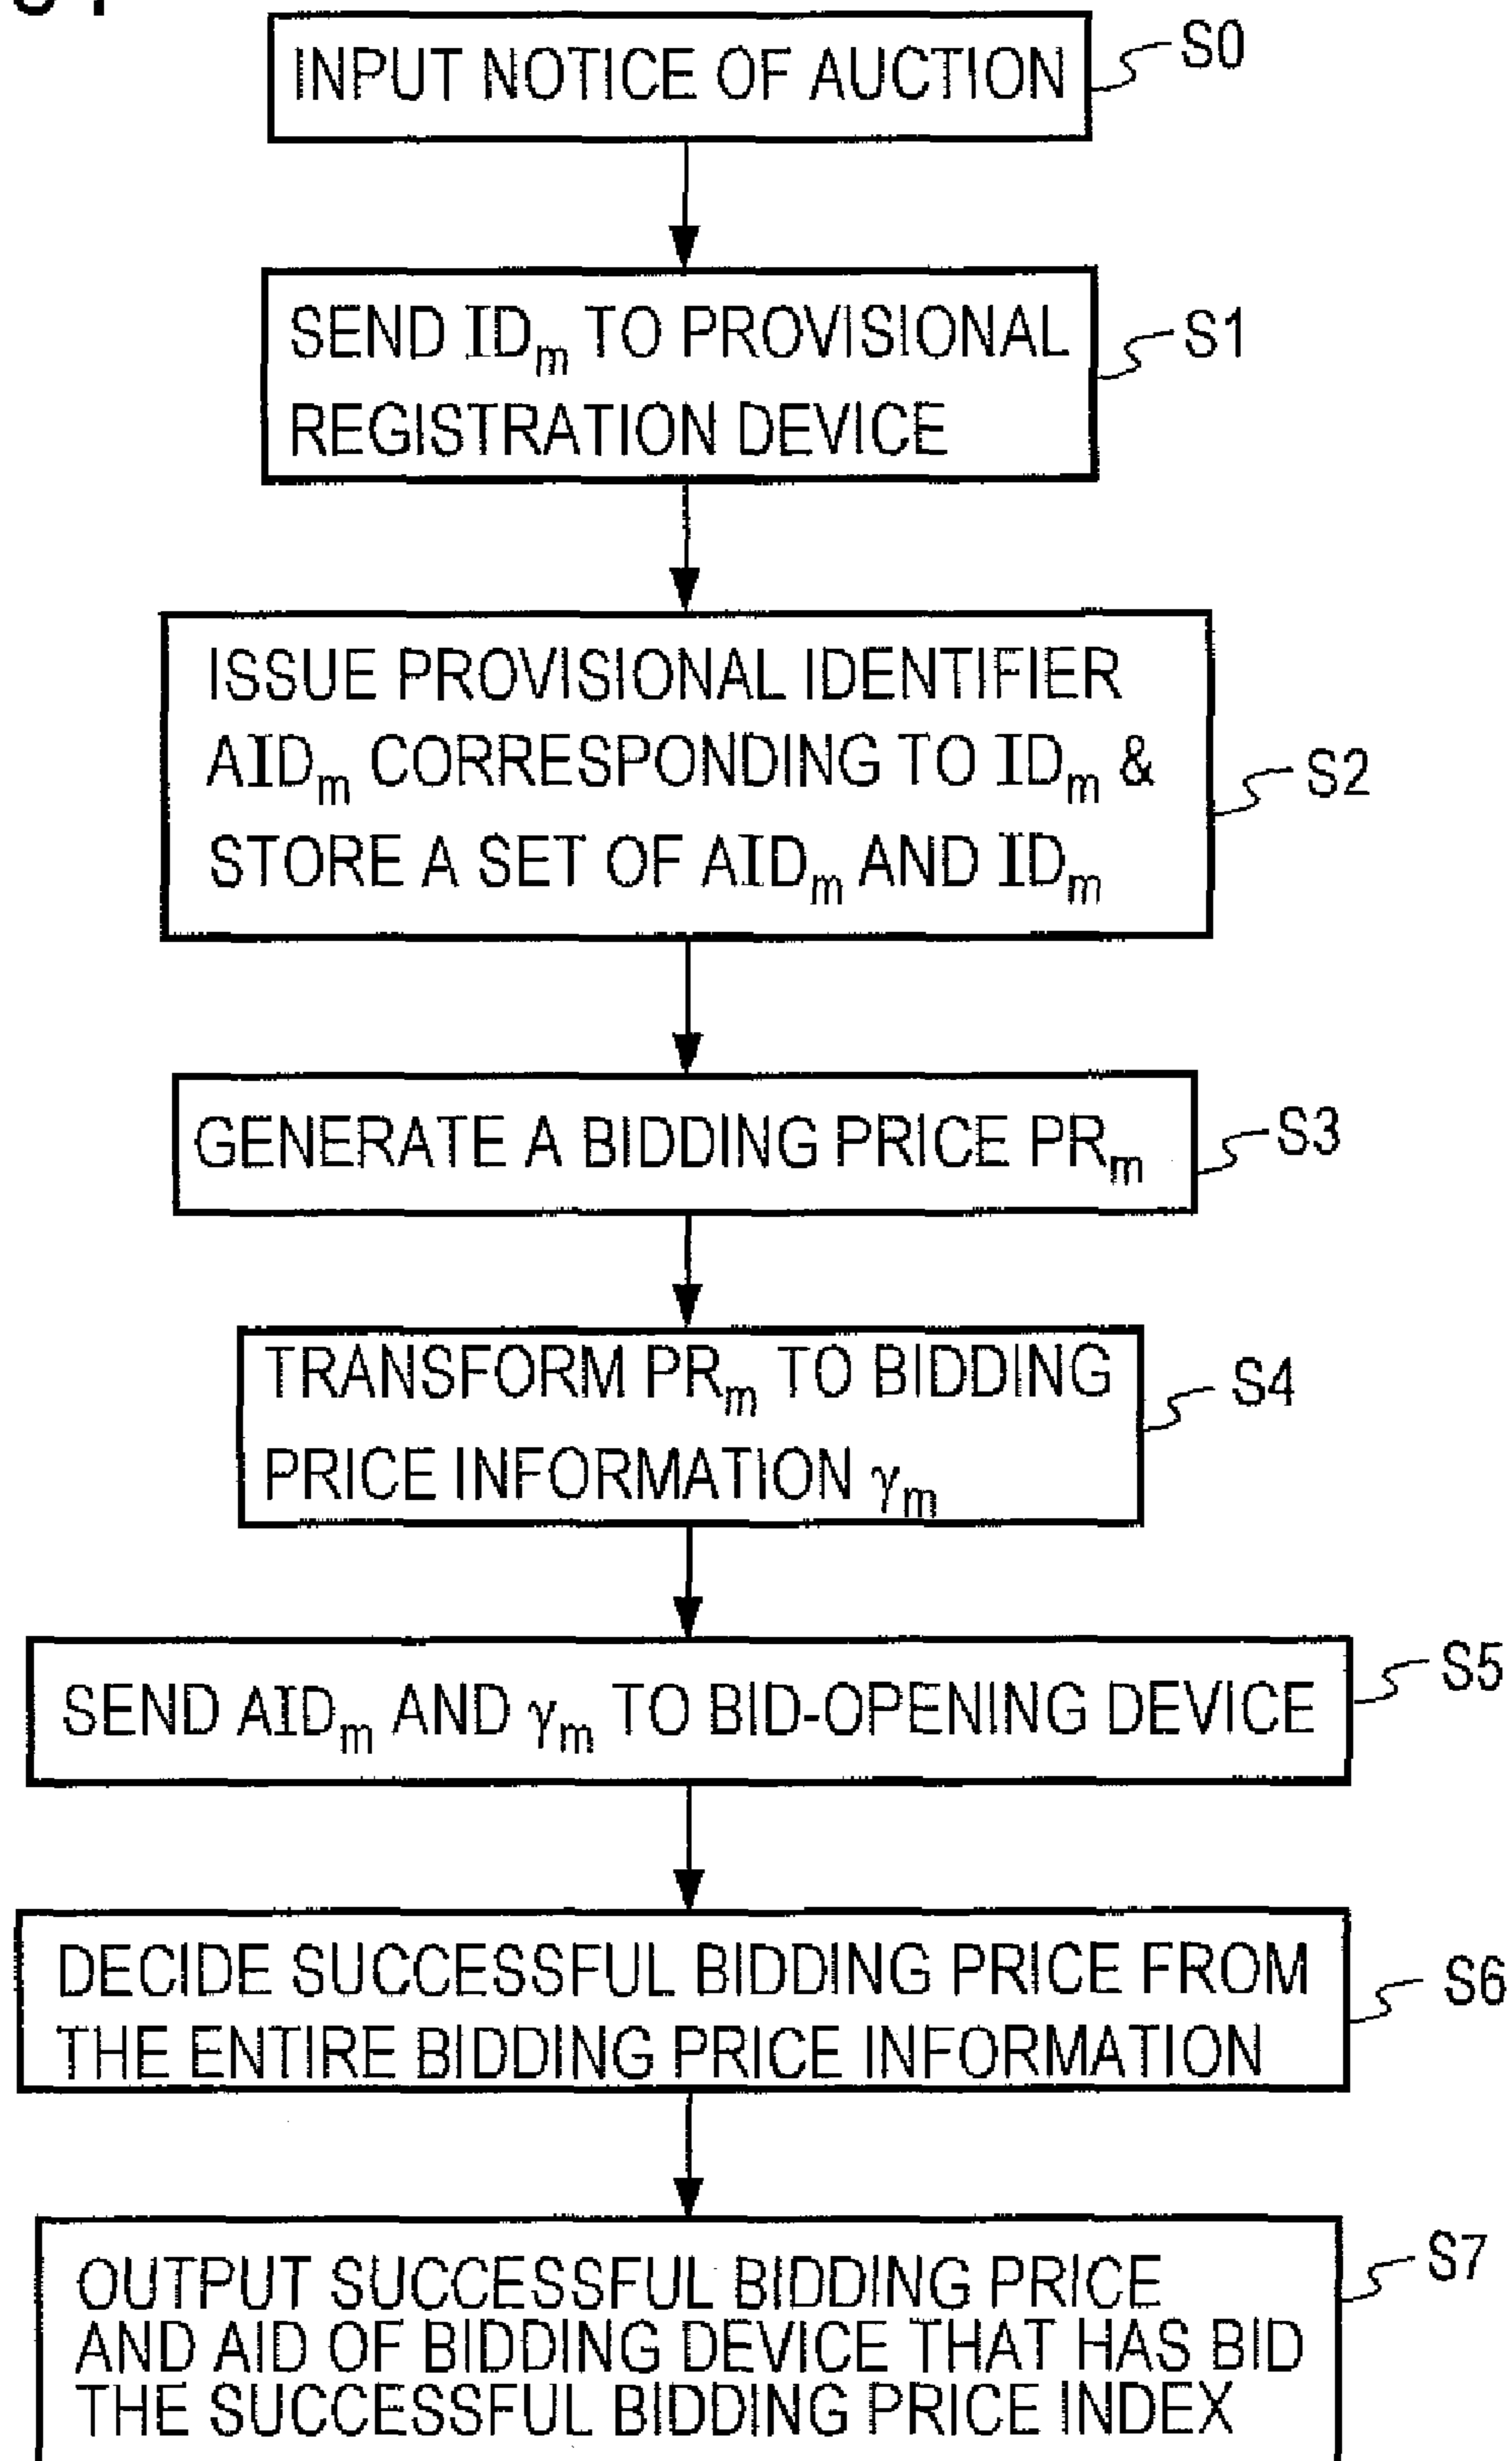 INPUT NOTICE OF AUCTION
S0
SEND IDm TO PROVISIONAL
REGISTRATION DEVICE
S1
ISSUE PROVISIONAL IDENTIFIER
AIDm CORRESPONDING TO IDm &
STORE A SET OF AIDm AND IDm
S2
GENERATE A BIDDING PRICE PRm
S3
TRANSFORM PRm TO BIDDING
PRICE INFORMATION γm
S4
SEND AIDm AND γm TO BID-OPENING DEVICE
S5
DECIDE SUCCESSFUL BIDDING PRICE FROM
THE ENTIRE BIDDING PRICE INFORMATION
S6
OUTPUT SUCCESSFUL BIDDING PRICE
AND AID OF BIDDING DEVICE THAT HAS BID
THE SUCCESSFUL BIDDING PRICE INDEX
S7